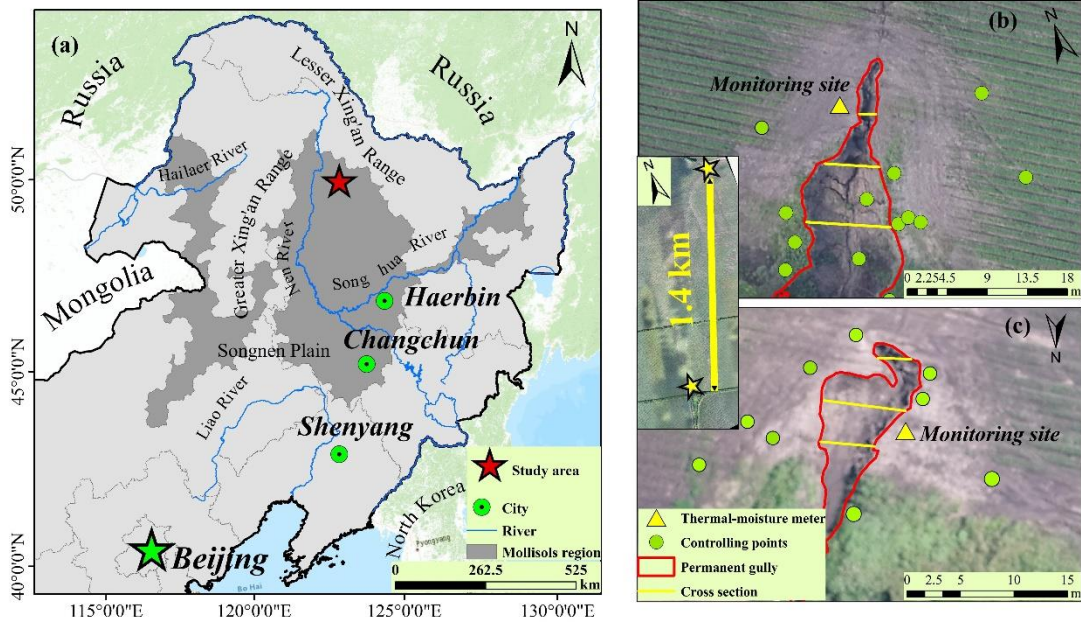 (a)
N
Russia
Russia
Lesser Xing'an Range
Hailaer River
Greater Xing'an Range
Nen River
Song hua River
Mongolia
Haerbin
Changchun
Songnen Plain
Liao River
Shenyang
North Korea
Pyongyang
Beijing
Bo Hai
50°0'0"N
45°0'0"N
40°0'0"N
115°0'0"E
120°0'0"E
125°0'0"E
130°0'0"E
Study area
City
River
Mollisols region
0 262.5 525
km
(b)
N
Monitoring site
0 2.25 4.5 9 13.5 18
m
N
1.4 km
(c)
N
Monitoring site
Thermal-moisture meter
Controlling points
Permanent gully
Cross section
0 2.5 5 10 15
m